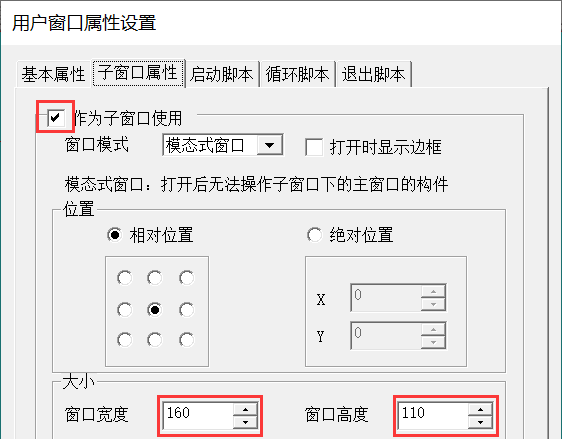 用户窗口属性设置
基本属性 子窗口属性 启动脚本 循环脚本 退出脚本
作为子窗口使用
窗口模式 模态式窗口 打开时显示边框
模态式窗口：打开后无法操作子窗口下的主窗口的构件
位置
相对位置 绝对位置
X 0
Y 0
大小
窗口宽度 160 窗口高度 110